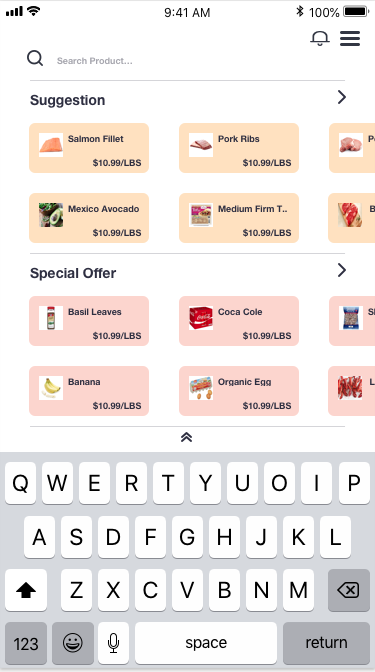 9:41 AM
100%
Search Product...
Suggestion
Salmon Fillet
$10.99/LBS
Pork Ribs
$10.99/LBS
Mexico Avocado
$10.99/LBS
Medium Firm T..
$10.99/LBS
B
Special Offer
Basil Leaves
$10.99/LBS
Coca Cole
$10.99/LBS
Banana
$10.99/LBS
Organic Egg
$10.99/LBS
L
Q W E R T Y U O I P
A S D F G H J K L
Z X C V B N M
123 space return